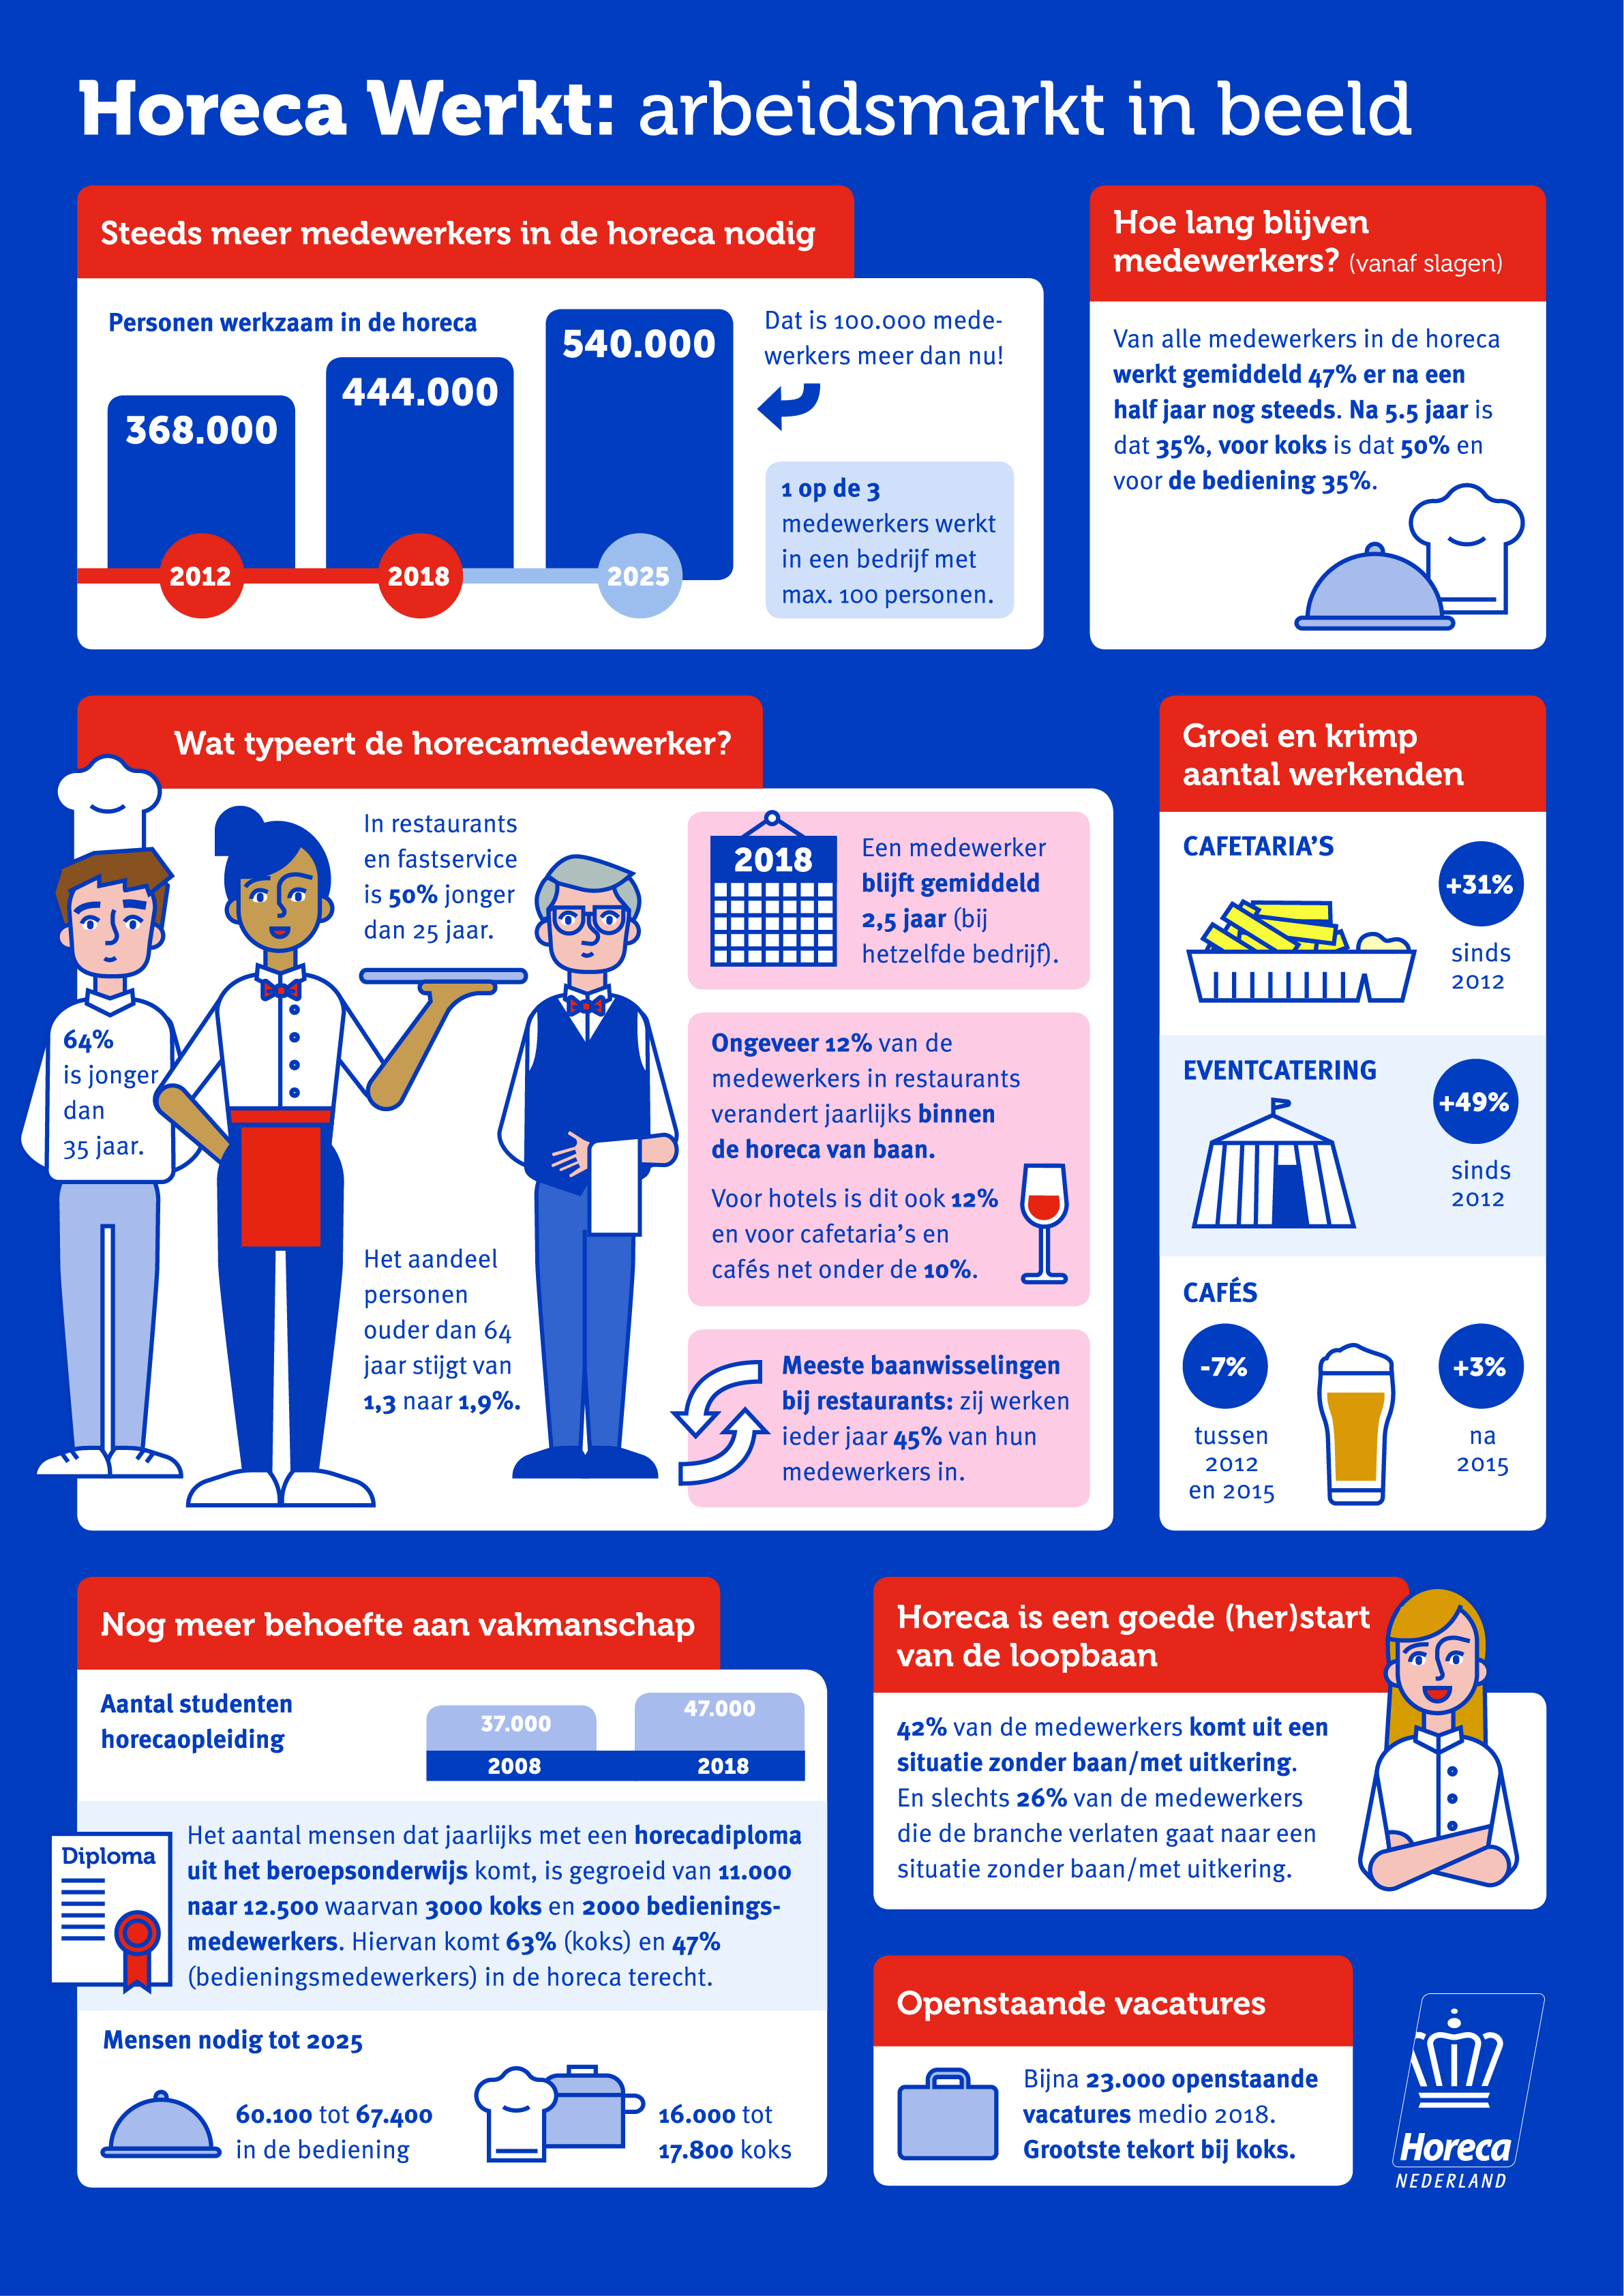 Horeca Werkt: arbeidsmarkt in beeld
Steeds meer medewerkers in de horeca nodig
Personen werkzaam in de horeca
368.000
444.000
540.000
2012
2018
2025
Dat is 100.000 mede-
werkers meer dan nu!
1 op de 3
medewerkers werkt
in een bedrijf met
max. 100 personen.
Hoe lang blijven
medewerkers? (vanaf slagen)
Van alle medewerkers in de horeca
werkt gemiddeld 47% er na een
half jaar nog steeds. Na 5.5 jaar is
dat 35%, voor koks is dat 50% en
voor de bediening 35%.
Wat typeert de horecamedewerker?
64%
is jonger
dan
35 jaar.
In restaurants
en fastservice
is 50% jonger
dan 25 jaar.
Het aandeel
personen
ouder dan 64
jaar stijgt van
1,3 naar 1,9%.
2018
Een medewerker
blijft gemiddeld
2,5 jaar (bij
hetzelfde bedrijf).
Ongeveer 12% van de
medewerkers in restaurants
verandert jaarlijks binnen
de horeca van baan.
Voor hotels is dit ook 12%
en voor cafetaria's en
cafés net onder de 10%.
Meeste baanwisselingen
bij restaurants: zij werken
ieder jaar 45% van hun
medewerkers in.
Groei en krimp
aantal werkenden
CAFETARIA'S
+31%
sinds
2012
EVENTCATERING
+49%
sinds
2012
CAFÉS
-7%
tussen
2012
en 2015
+3%
na
2015
Nog meer behoefte aan vakmanschap
Aantal studenten
horecaopleiding
37.000
47.000
2008
2018
Diploma
Het aantal mensen dat jaarlijks met een horecadiploma
uit het beroepsonderwijs komt, is gegroeid van 11.000
naar 12.500 waarvan 3000 koks en 2000 bedienings-
medewerkers. Hiervan komt 63% (koks) en 47%
(bedieningsmedewerkers) in de horeca terecht.
Mensen nodig tot 2025
60.100 tot 67.400
in de bediening
16.000 tot
17.800 koks
Horeca is een goede (her)start
van de loopbaan
42% van de medewerkers komt uit een
situatie zonder baan/met uitkering.
En slechts 26% van de medewerkers
die de branche verlaten gaat naar een
situatie zonder baan/met uitkering.
Openstaande vacatures
Bijna 23.000 openstaande
vacatures medio 2018.
Grootste tekort bij koks.
Horeca
NEDERLAND